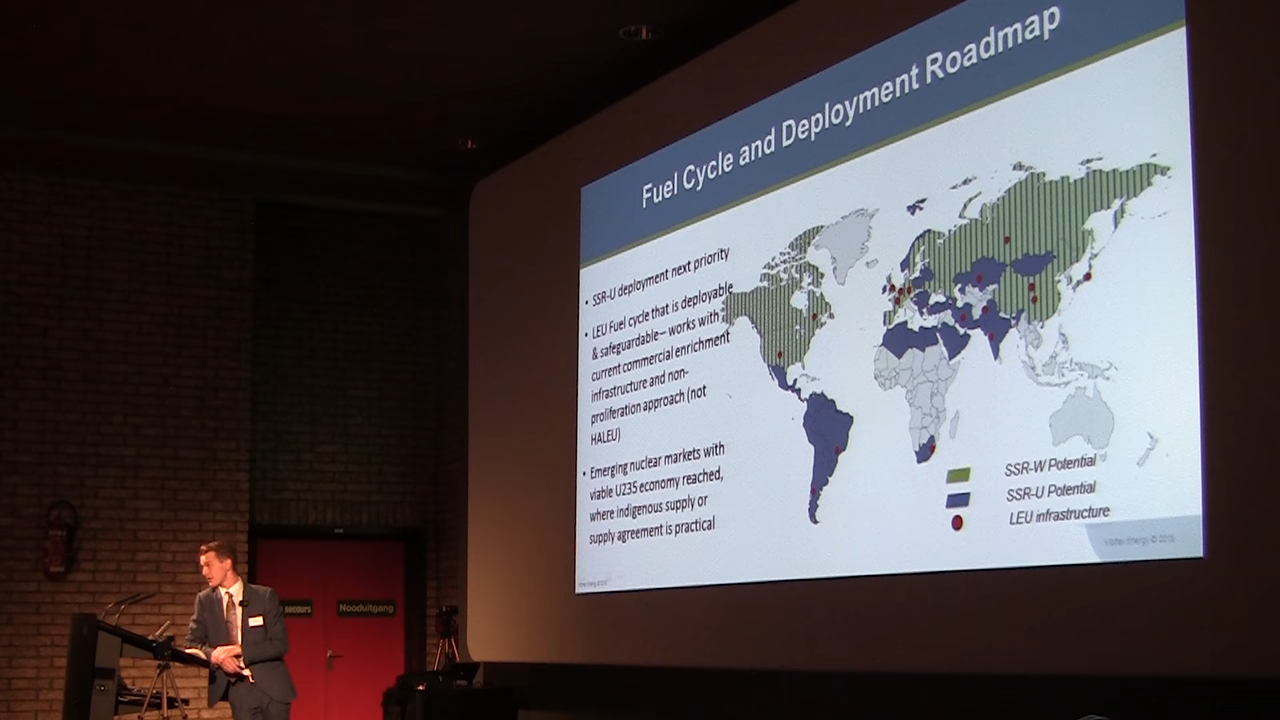 Fuel Cycle and Deployment Roadmap
• SSR-U deployment next priority
• LEU Fuel cycle that is deployable
& safeguardable – works with
current commercial enrichment
infrastructure and non-
proliferation approach (not
HALEU)
• Emerging nuclear markets with
viable U235 economy reached,
where indigenous supply or
supply agreement is practical
SSR-W Potential
SSR-U Potential
LEU infrastructure
secours
Nooduitgang